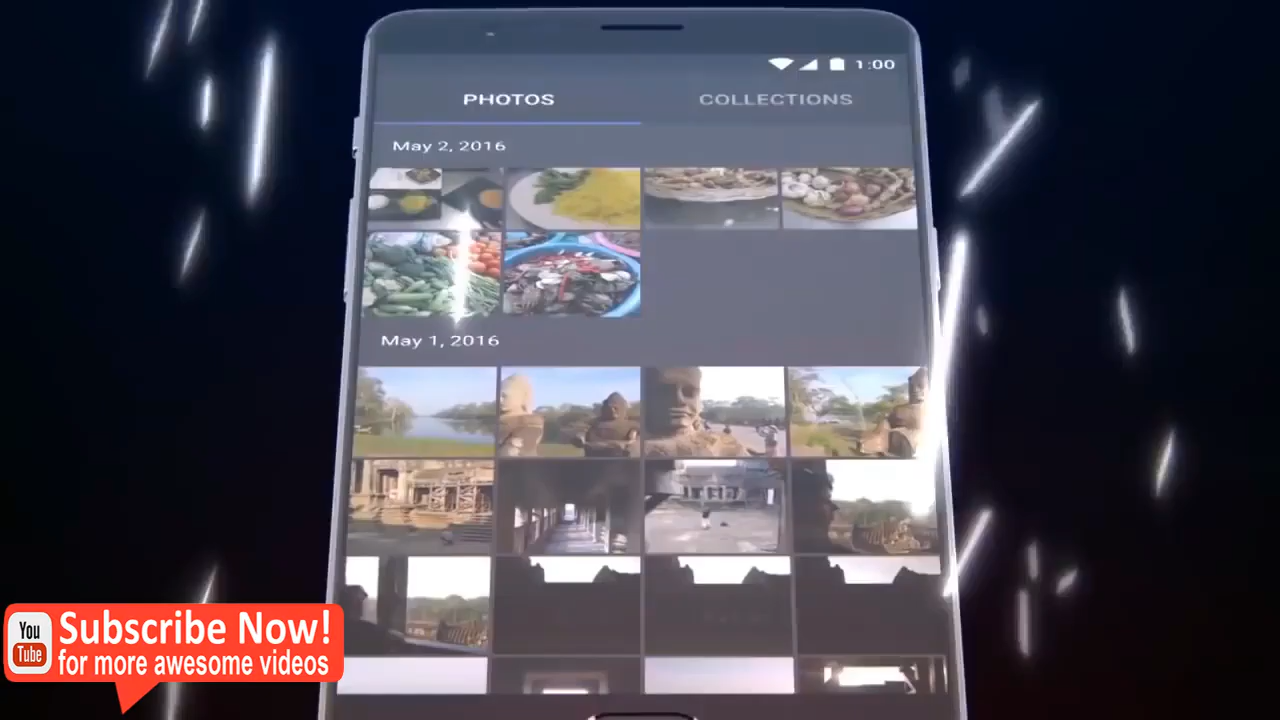 1:00
PHOTOS COLLECTIONS
May 2, 2016
May 1, 2016
You
Tube
Subscribe Now!
for more awesome videos